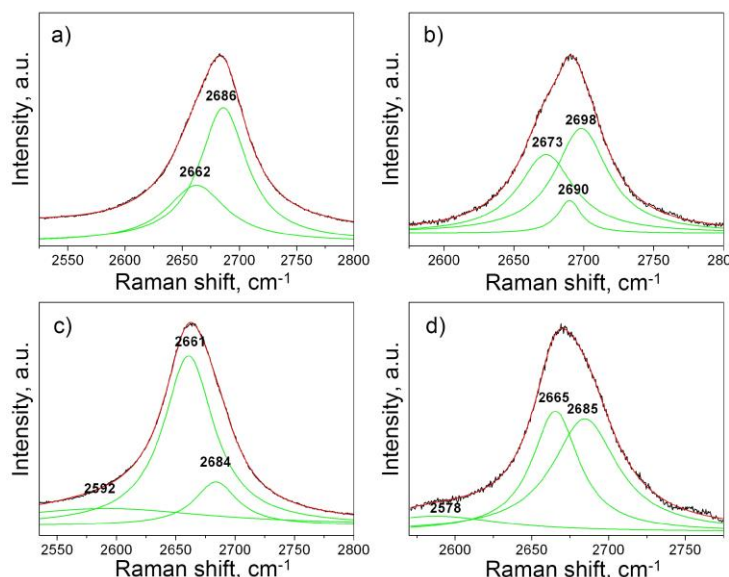 a)
2686
2662
Intensity, a.u.
2550 2600 2650 2700 2750 2800
Raman shift, cm-1
b)
2698
2673
2690
Intensity, a.u.
2600 2650 2700 2750 280
Raman shift, cm-1
c)
2661
2684
2592
Intensity, a.u.
2550 2600 2650 2700 2750 2800
Raman shift, cm-1
d)
2665
2685
2578
Intensity, a.u.
2600 2650 2700 2750
Raman shift, cm-1